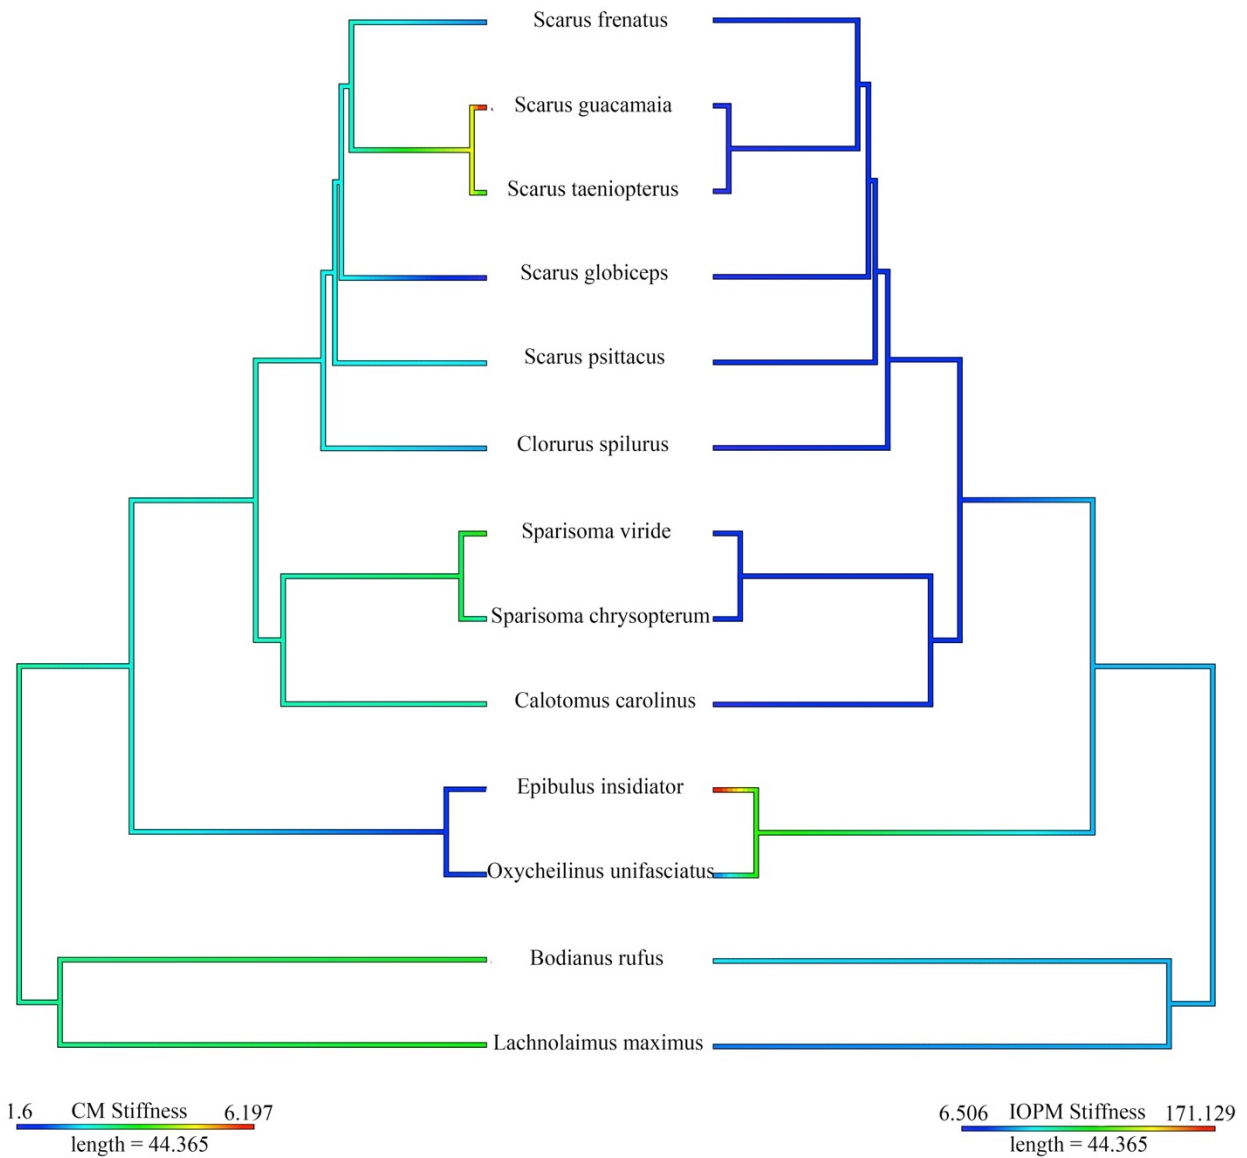 Scarus frenatus
Scarus guacamaia
Scarus taeniopterus
Scarus globiceps
Scarus psittacus
Clorurus spilurus
Sparisoma viride
Sparisoma chrysopterum
Calotomus carolinus
Epibulus insidiator
Oxycheilinus unifasciatus
Bodianus rufus
Lachnolaimus maximus
1.6 CM Stiffness 6.197
length = 44.365
6.506 IOPM Stiffness 171.129
length = 44.365